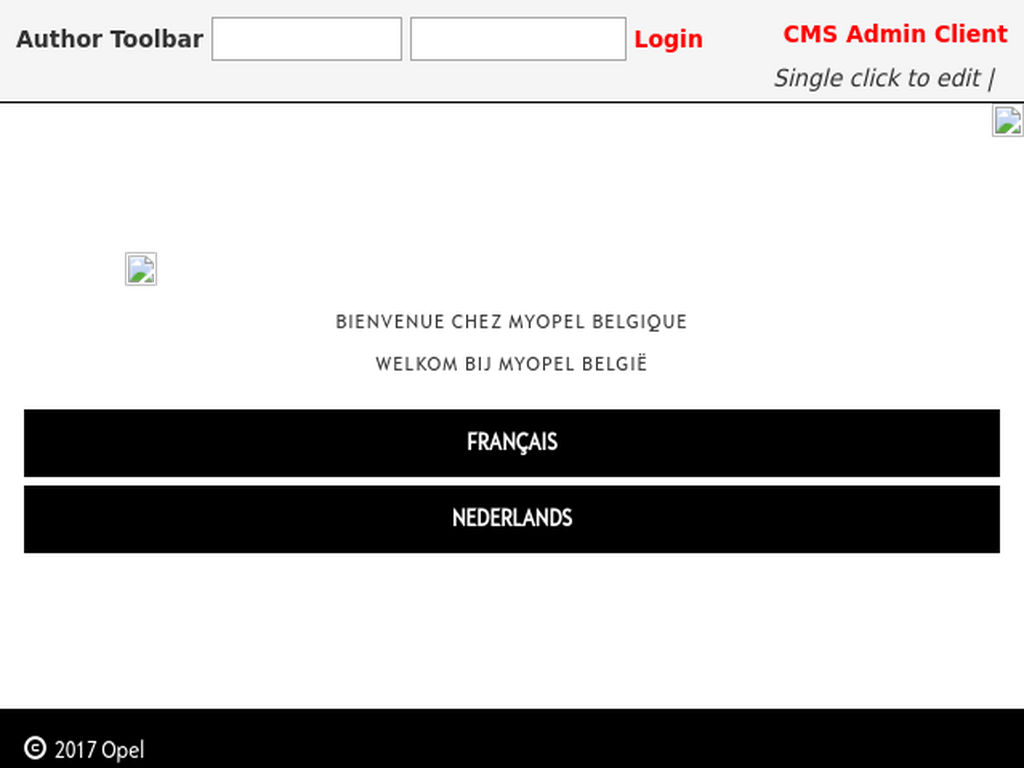 Author Toolbar Login CMS Admin Client
Single click to edit |
BIENVENUE CHEZ MYOPEL BELGIQUE
WELKOM BIJ MYOPEL BELGIË
FRANÇAIS
NEDERLANDS
© 2017 Opel